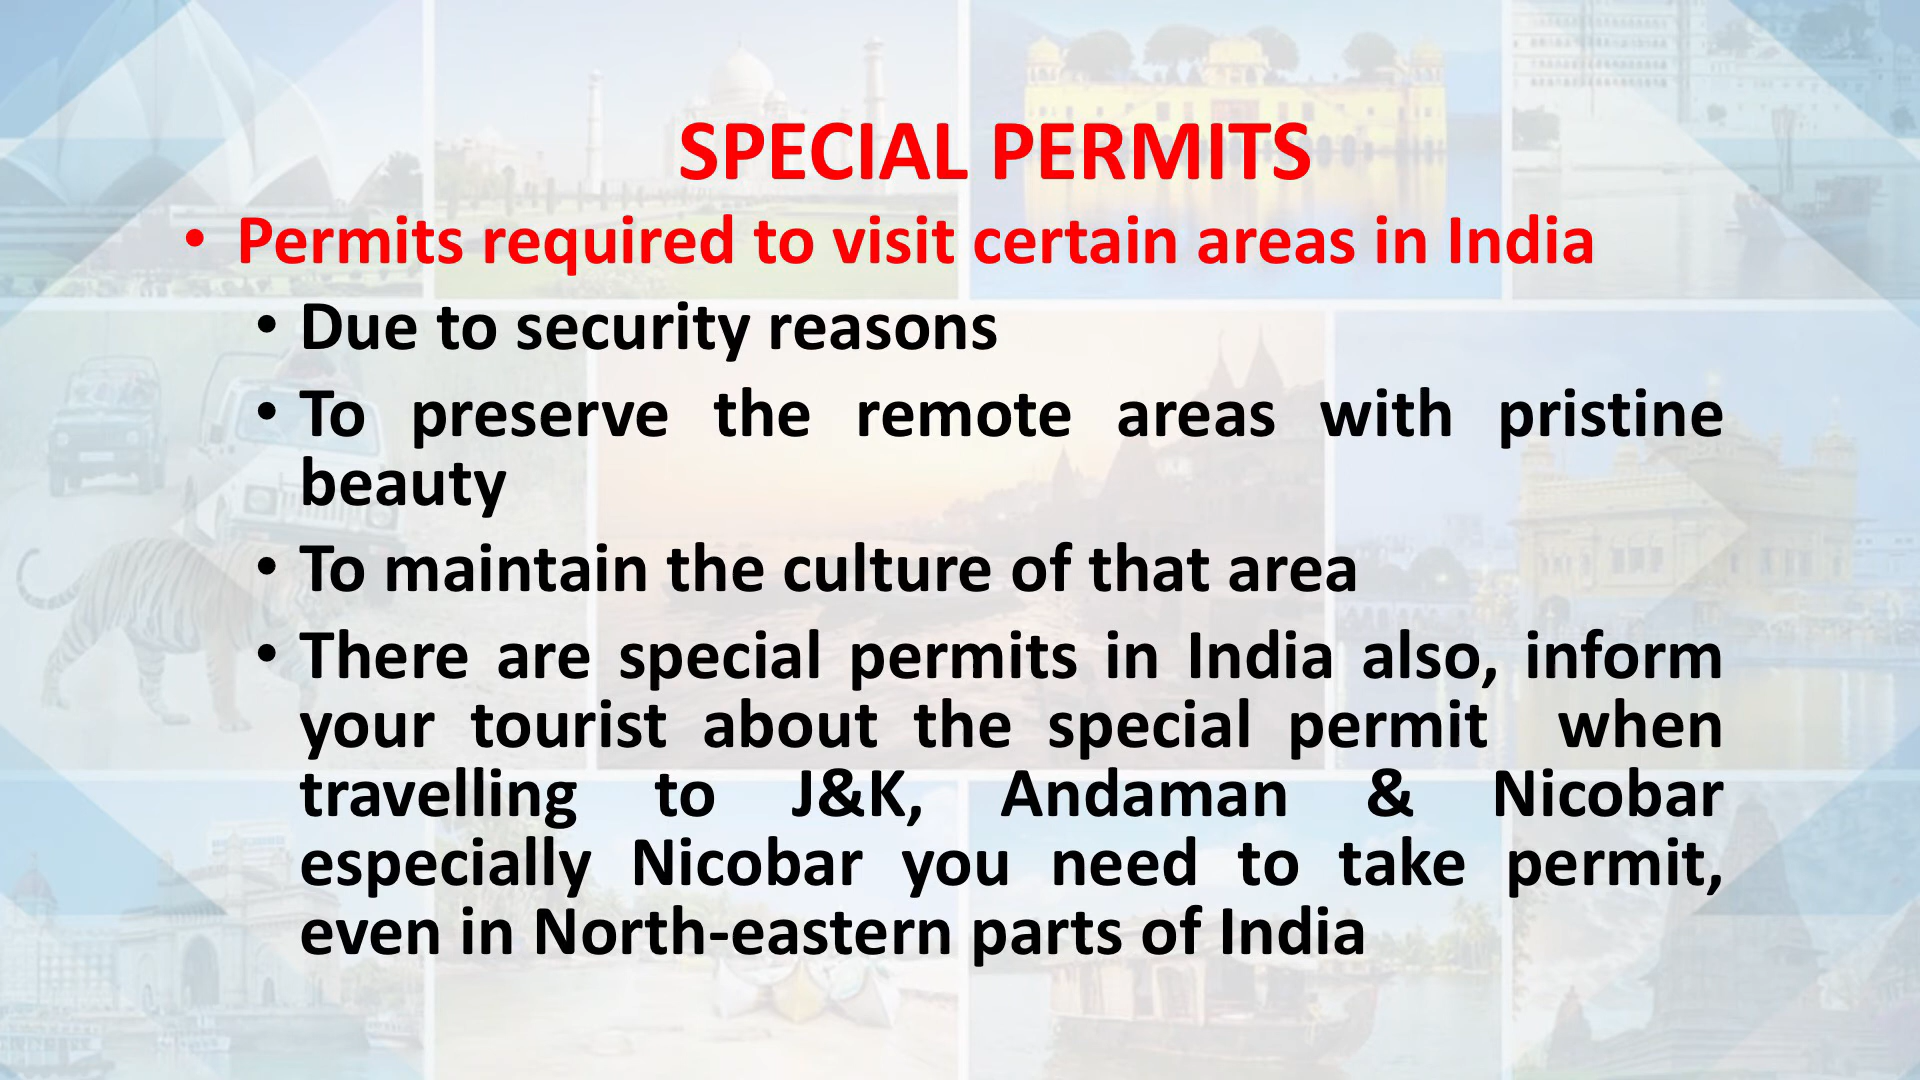 SPECIAL PERMITS
• Permits required to visit certain areas in India
• Due to security reasons
• To preserve the remote areas with pristine
beauty
• To maintain the culture of that area
• There are special permits in India also, inform
your tourist about the special permit when
travelling to J&K, Andaman & Nicobar
especially Nicobar you need to take permit,
even in North-eastern parts of India